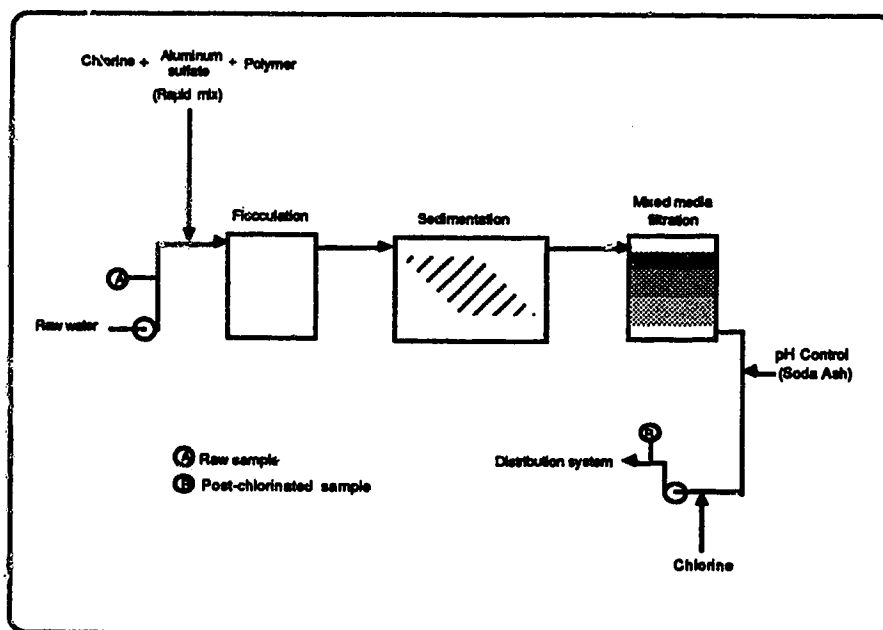 Chlorine + Aluminum sulfate + Polymer
(Rapid mix)
Flocculation
Sedimentation
Mixed media
filtration
A
Raw water
pH Control
(Soda Ash)
B
Distribution system
A Raw sample
B Post-chlorinated sample
Chlorine